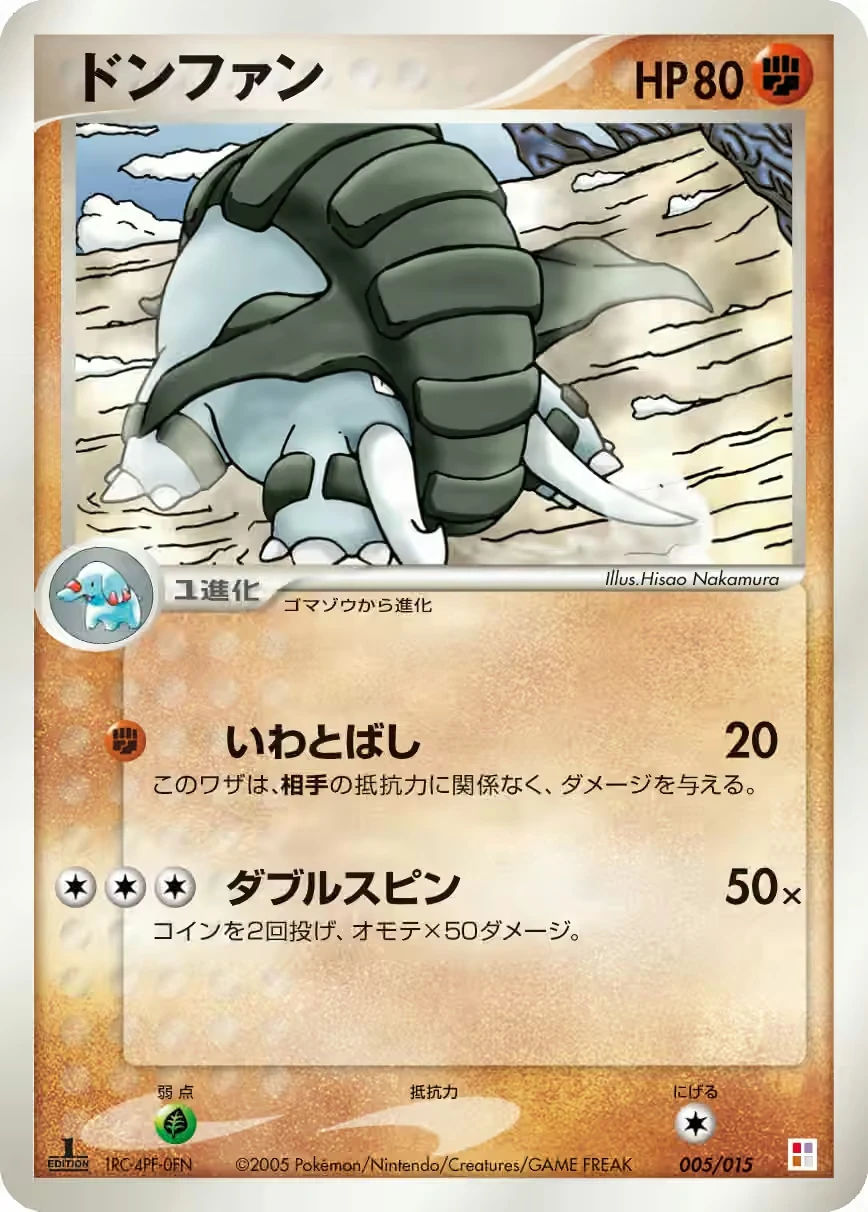 ドンファン HP80
Illus.Hisao Nakamura
1進化
ゴマゾウから進化
いわとばし 20
このワザは、相手の抵抗力に関係なく、ダメージを与える。
ダブルスピン 50×
コインを2回投げ、オモテ×50ダメージ。
弱点 抵抗力 にげる
1 EDITION 1RC-4PF-0FN ©2005 Pokémon/Nintendo/Creatures/GAME FREAK 005/015